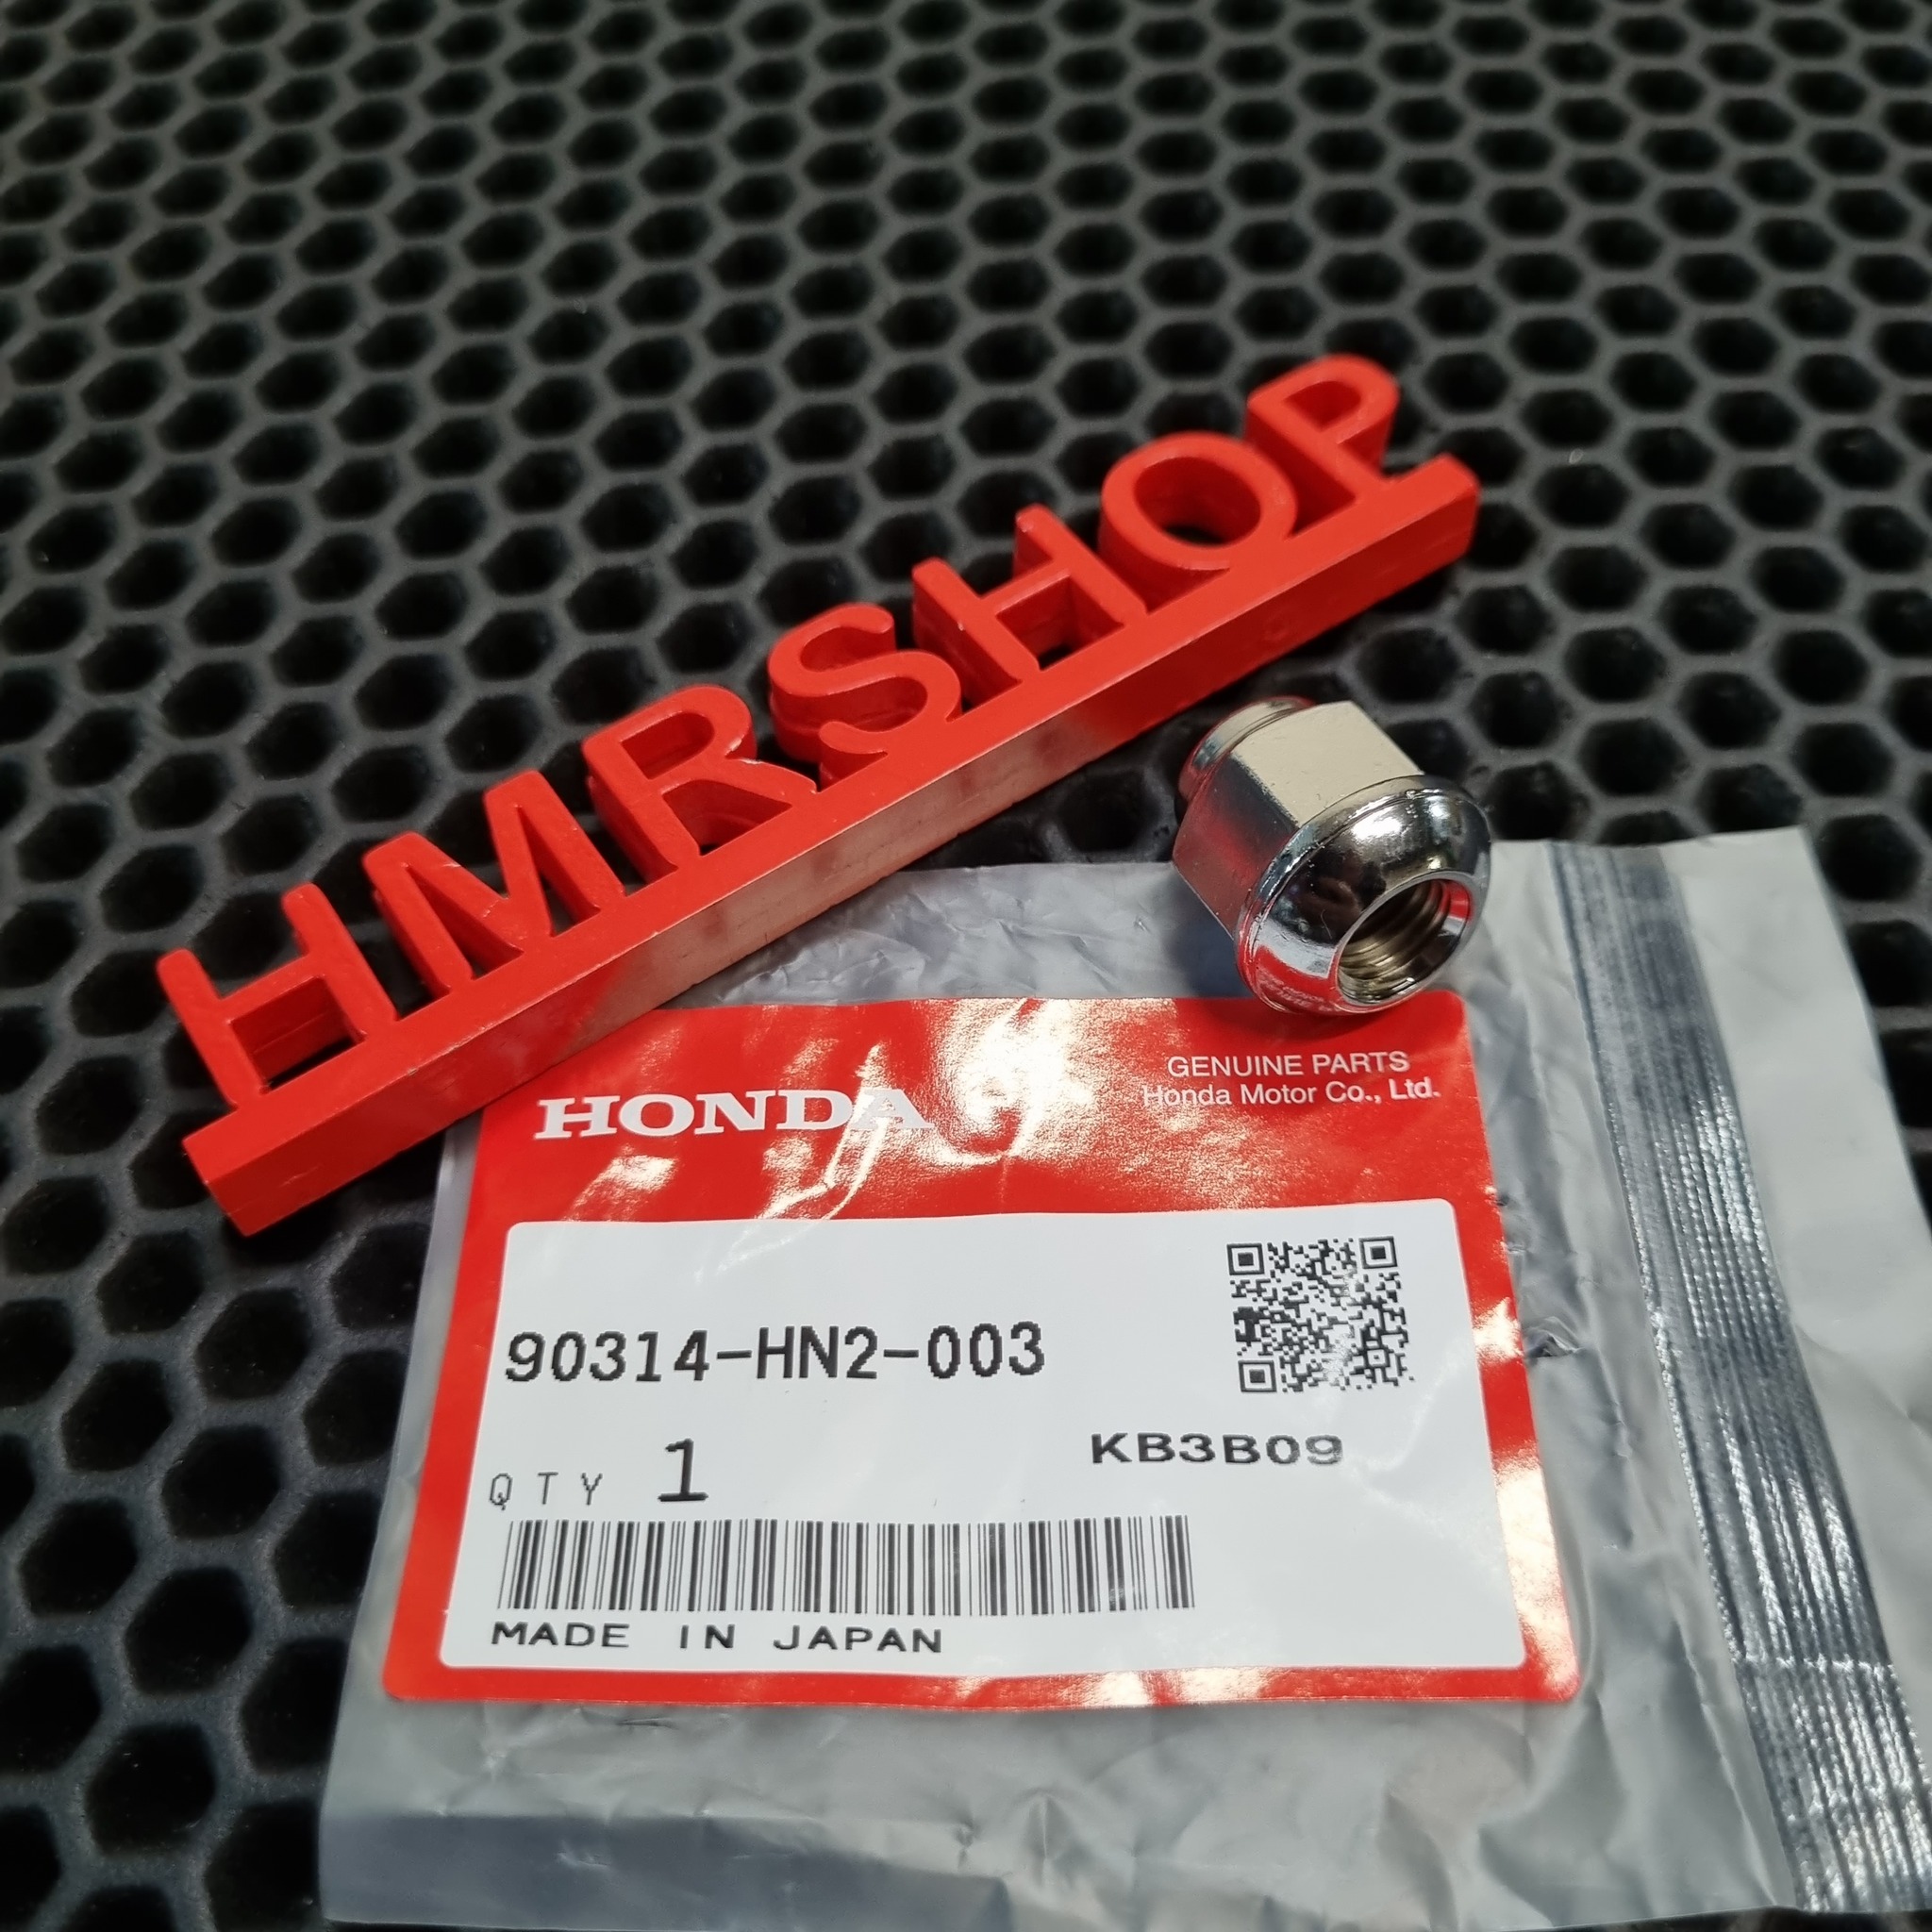 HMRSHOP
HONDA
GENUINE PARTS
Honda Motor Co., Ltd.
90314-HN2-003
QTY 1
KB3B09
MADE IN JAPAN